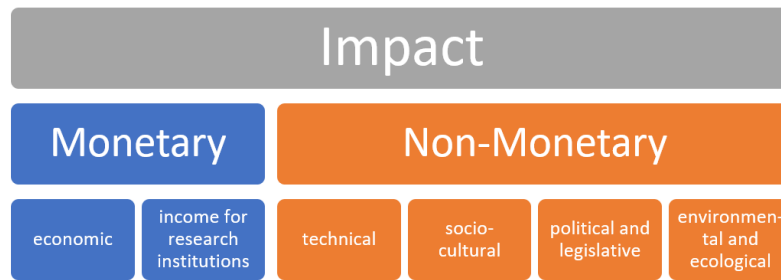 Impact
Monetary
Non-Monetary
economic
income for
research
institutions
technical
socio-
cultural
political and
legislative
environmen-
tal and
ecological